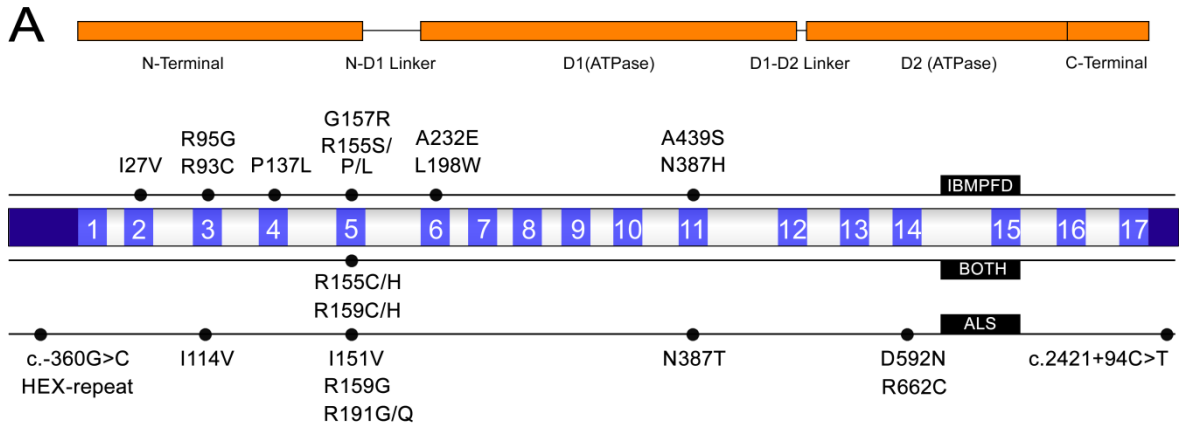 A
N-Terminal N-D1 Linker D1(ATPase) D1-D2 Linker D2 (ATPase) C-Terminal
G157R
R95G R155S/ A232E A439S
I27V R93C P137L P/L L198W N387H
IBMPFD
1 2 3 4 5 6 7 8 9 10 11 12 13 14 15 16 17
BOTH
R155C/H
R159C/H
ALS
c.-360G>C I114V I151V N387T D592N c.2421+94C>T
HEX-repeat R159G R662C
R191G/Q